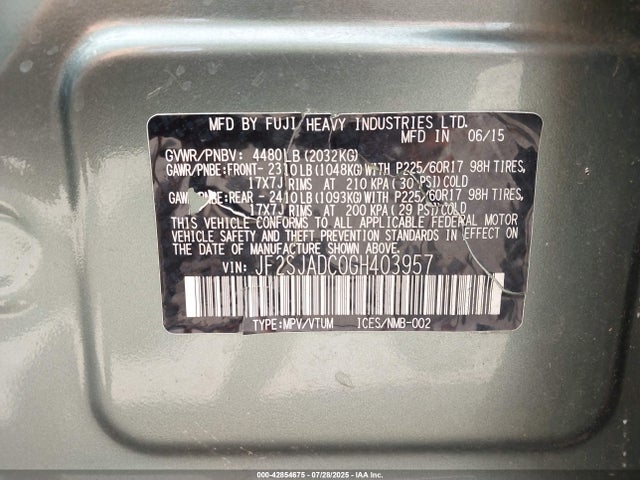 MFD BY FUJI HEAVY INDUSTRIES LTD.
MFD IN 06/15
GVWR/PNBV: 4480LB(2032KG)
GAWR/PNBE:FRONT- 2310LB(1048KG)WITH P225/60R17 98H TIRES,
17X7J RIMS AT 210 KPA( 30 PSI)COLD
GAWR/PNBE:REAR - 2410LB(1093KG)WITH P225/60R17 98H TIRES,
17X7J RIMS AT 200 KPA( 29 PSI)COLD
THIS VEHICLE CONFORMS TO ALL APPLICABLE FEDERAL MOTOR
VEHICLE SAFETY AND THEFT PREVENTION STANDARDS IN EFFECT ON
THE DATE OF MANUFACTURE SHOWN ABOVE.
VIN: JF2SJADC0GH403957
TYPE:MPV/VTUM ICES/NMB-002
000-42854675 07/28/2025 IAA INC.